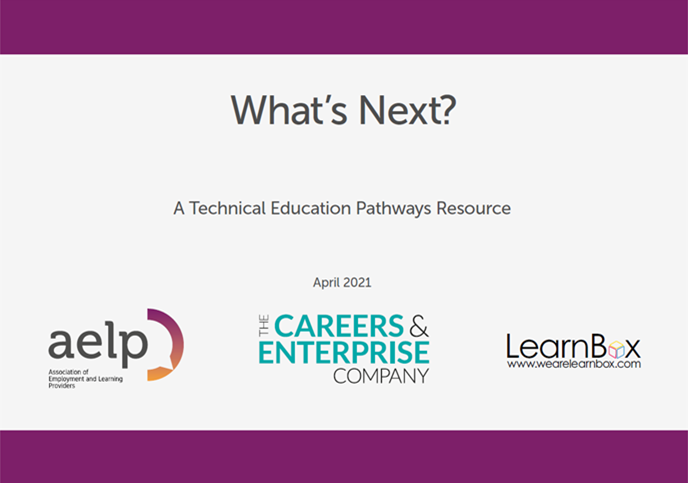 What's Next?
A Technical Education Pathways Resource
April 2021
aelp
Association of
Employment and Learning
Providers
THE
CAREERS &
ENTERPRISE
COMPANY
LearnBox
www.wearelearnbox.com